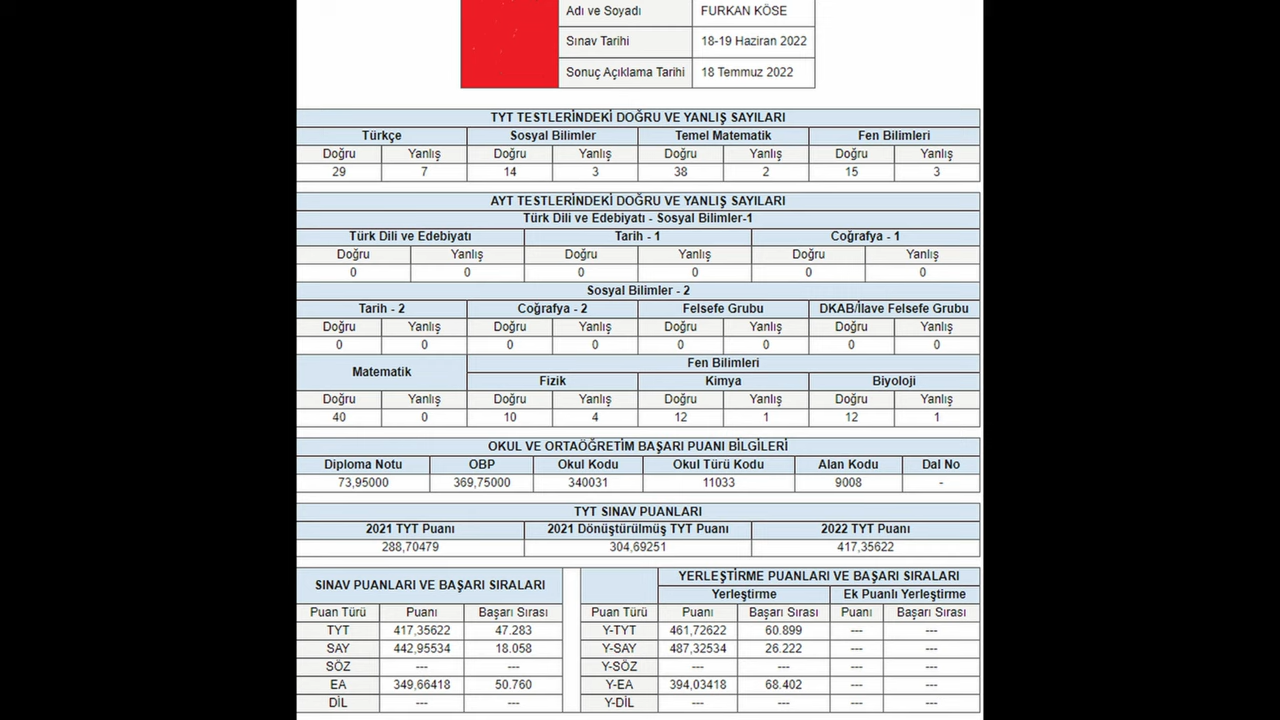 Adı ve Soyadı FURKAN KÖSE
Sınav Tarihi 18-19 Haziran 2022
Sonuç Açıklama Tarihi 18 Temmuz 2022
TYT TESTLERİNDEKİ DOĞRU VE YANLIŞ SAYILARI
Türkçe Sosyal Bilimler Temel Matematik Fen Bilimleri
Doğru Yanlış Doğru Yanlış Doğru Yanlış Doğru Yanlış
29 7 14 3 38 2 15 3
AYT TESTLERİNDEKİ DOĞRU VE YANLIŞ SAYILARI
Türk Dili ve Edebiyatı - Sosyal Bilimler-1
Türk Dili ve Edebiyatı Tarih - 1 Coğrafya - 1
Doğru Yanlış Doğru Yanlış Doğru Yanlış
0 0 0 0 0 0
Sosyal Bilimler - 2
Tarih - 2 Coğrafya - 2 Felsefe Grubu DKAB/İlave Felsefe Grubu
Doğru Yanlış Doğru Yanlış Doğru Yanlış Doğru Yanlış
0 0 0 0 0 0 0 0
Matematik Fen Bilimleri
Fizik Kimya Biyoloji
Doğru Yanlış Doğru Yanlış Doğru Yanlış Doğru Yanlış
40 0 10 4 12 1 12 1
OKUL VE ORTAÖĞRETİM BAŞARI PUANI BİLGİLERİ
Diploma Notu OBP Okul Kodu Okul Türü Kodu Alan Kodu Dal No
73,95000 369,75000 340031 11033 9008 -
TYT SINAV PUANLARI
2021 TYT Puanı 2021 Dönüştürülmüş TYT Puanı 2022 TYT Puanı
288,70479 304,69251 417,35622
SINAV PUANLARI VE BAŞARI SIRALARI YERLEŞTİRME PUANLARI VE BAŞARI SIRALARI
Yerleştirme Ek Puanlı Yerleştirme
Puan Türü Puanı Başarı Sırası Puan Türü Puanı Başarı Sırası Puanı Başarı Sırası
TYT 417,35622 47.283 Y-TYT 461,72622 60.899 --- ---
SAY 442,95534 18.058 Y-SAY 487,32534 26.222 --- ---
SÖZ --- --- Y-SÖZ --- --- --- ---
EA 349,66418 50.760 Y-EA 394,03418 68.402 --- ---
DİL --- --- Y-DİL --- --- --- ---